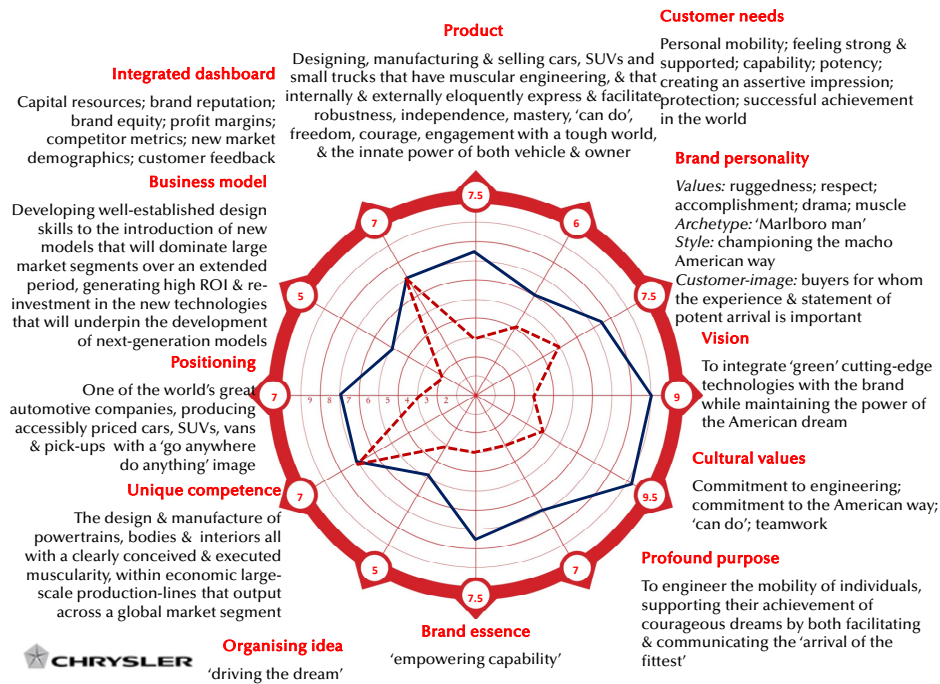 Product
Designing, manufacturing & selling cars, SUVs and
small trucks that have muscular engineering, & that
internally & externally eloquently express & facilitate
robustness, independence, mastery, ‘can do’,
freedom, courage, engagement with a tough world,
& the innate power of both vehicle & owner
Customer needs
Personal mobility; feeling strong &
supported; capability; potency;
creating an assertive impression;
protection; successful achievement
in the world
Brand personality
Values: ruggedness; respect;
accomplishment; drama; muscle
Archetype: ‘Marlboro man’
Style: championing the macho
American way
Customer-image: buyers for whom
the experience & statement of
potent arrival is important
Vision
To integrate ‘green’ cutting-edge
technologies with the brand
while maintaining the power of
the American dream
Cultural values
Commitment to engineering;
commitment to the American way;
‘can do’; teamwork
Profound purpose
To engineer the mobility of individuals,
supporting their achievement of
courageous dreams by both facilitating
& communicating the ‘arrival of the
fittest’
Brand essence
‘empowering capability’
Organising idea
‘driving the dream’
Unique competence
The design & manufacture of
powertrains, bodies & interiors all
with a clearly conceived & executed
muscularity, within economic large-
scale production-lines that output
across a global market segment
Positioning
One of the world’s great
automotive companies, producing
accessibly priced cars, SUVs, vans
& pick-ups with a ‘go anywhere
do anything’ image
Business model
Developing well-established design
skills to the introduction of new
models that will dominate large
market segments over an extended
period, generating high ROI & re-
investment in the new technologies
that will underpin the development
of next-generation models
Integrated dashboard
Capital resources; brand reputation;
brand equity; profit margins;
competitor metrics; new market
demographics; customer feedback
7.5
6
7.5
9
9.5
7
7.5
5
7
7
5
7
9 8 7 6 5 4 3 2
CHRYSLER